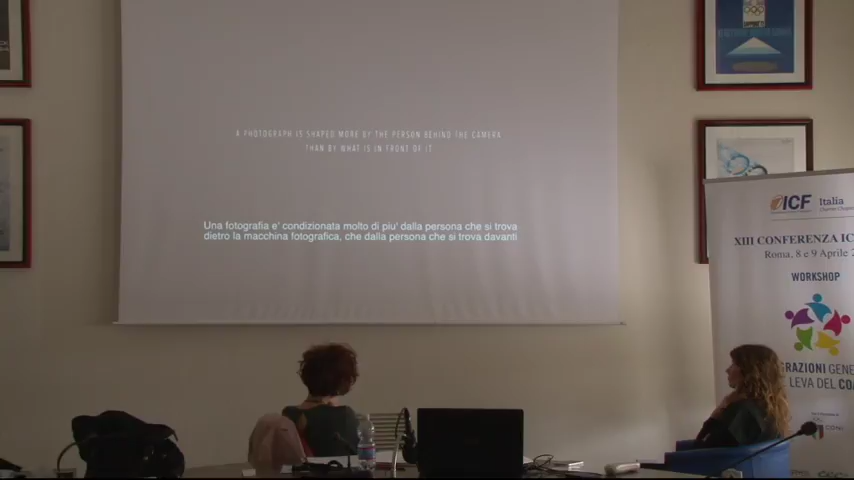 A PHOTOGRAPH IS SHAPED MORE BY THE PERSON BEHIND THE CAMERA
THAN BY WHAT IS IN FRONT OF IT
Una fotografia e' condizionata molto di piu' dalla persona che si trova
dietro la macchina fotografica, che dalla persona che si trova davanti
ICF Italia
XIII CONFERENZA IC
Roma, 8 e 9 Aprile 2
WORKSHOP
RAZIONI GENE
LEVA DEL CO